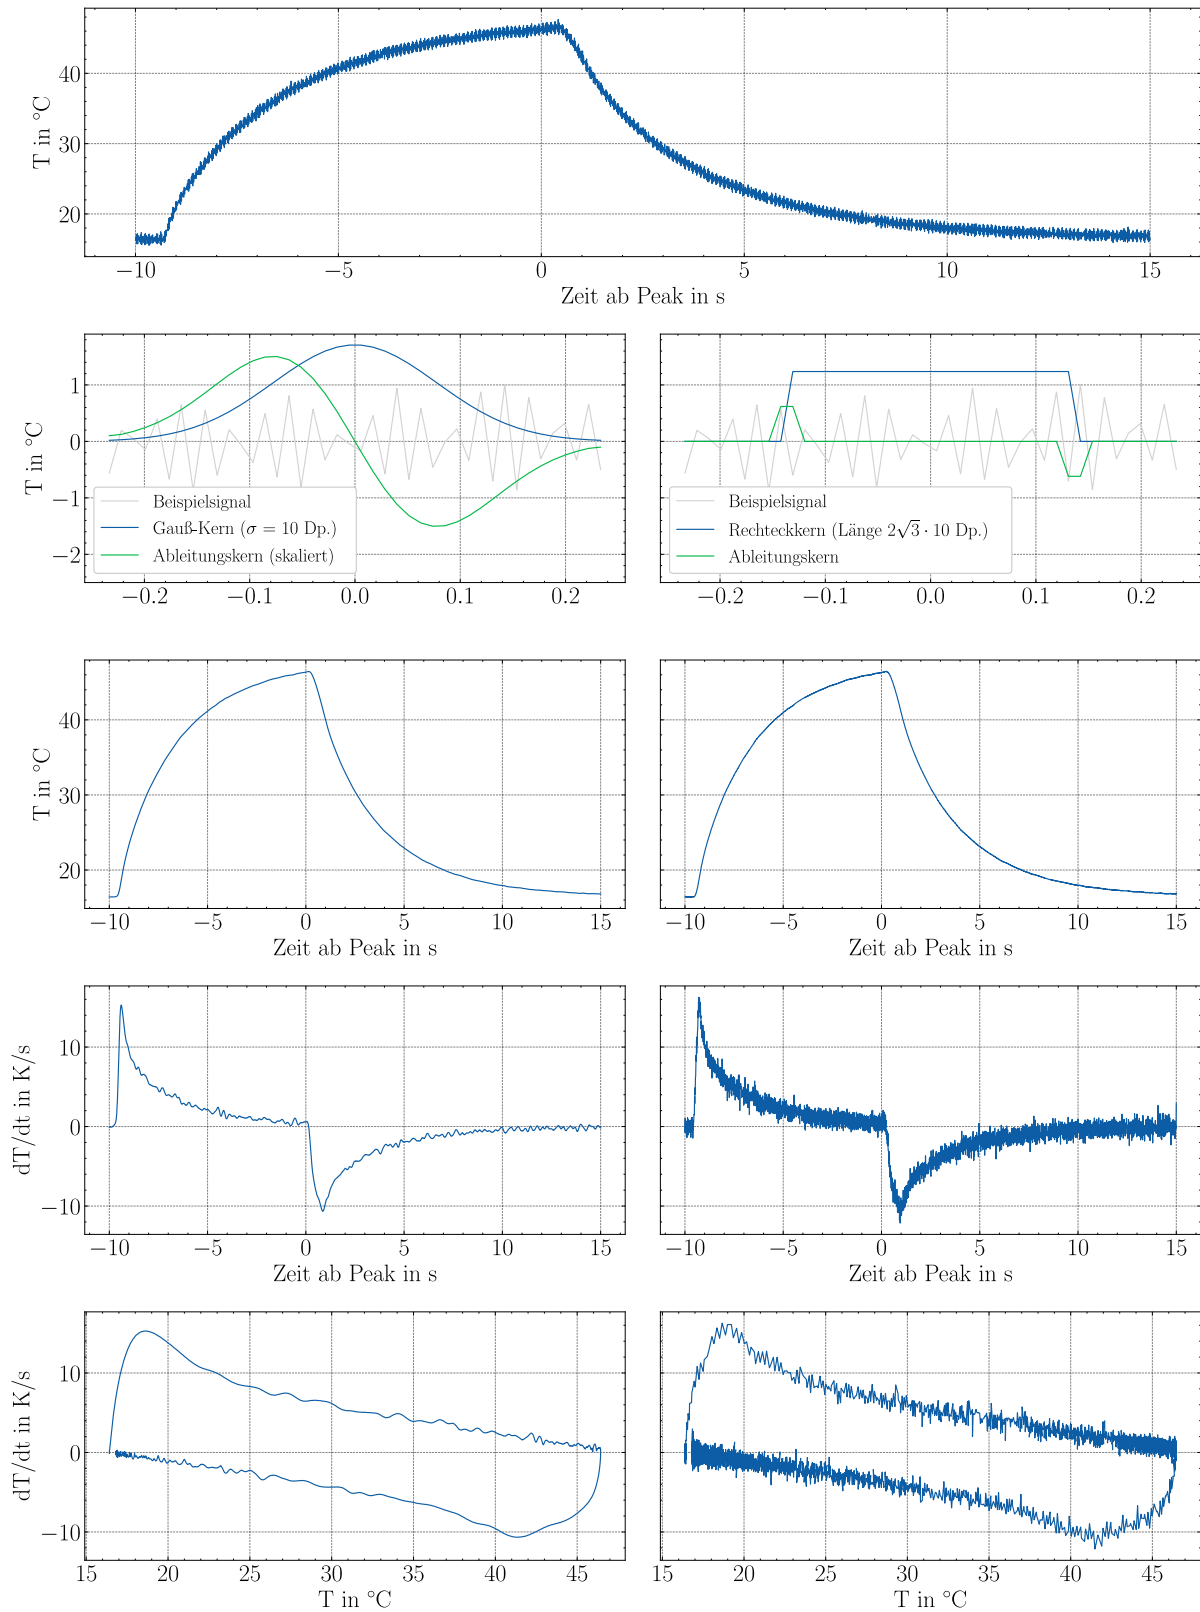 T in °C
40
30
20
−10 −5 0 5 10 15
Zeit ab Peak in s
T in °C
1
0
−1
−2
Beispielsignal
Gauß-Kern (σ = 10 Dp.)
Ableitungskern (skaliert)
−0.2 −0.1 0.0 0.1 0.2
Beispielsignal
Rechteckkern (Länge 2√3 · 10 Dp.)
Ableitungskern
−0.2 −0.1 0.0 0.1 0.2
T in °C
40
30
20
−10 −5 0 5 10 15
Zeit ab Peak in s
−10 −5 0 5 10 15
Zeit ab Peak in s
dT/dt in K/s
10
0
−10
−10 −5 0 5 10 15
Zeit ab Peak in s
−10 −5 0 5 10 15
Zeit ab Peak in s
dT/dt in K/s
10
0
−10
15 20 25 30 35 40 45
T in °C
15 20 25 30 35 40 45
T in °C